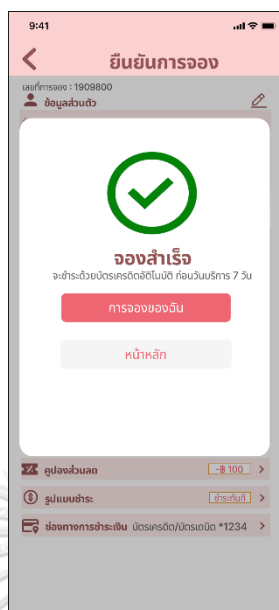 9:41
ยืนยันการจอง
เลขที่การจอง : 1909800
ข้อมูลส่วนตัว
จองสำเร็จ
จะชำระด้วยบัตรเครดิตอัติโนมัติ ก่อนวันบริการ 7 วัน
การจองของฉัน
หน้าหลัก
คูปองส่วนลด -฿ 100 >
รูปแบบชำระ ชำระทันที >
ช่องทางการชำระเงิน บัตรเครดิต/บัตรเดบิต *1234 >